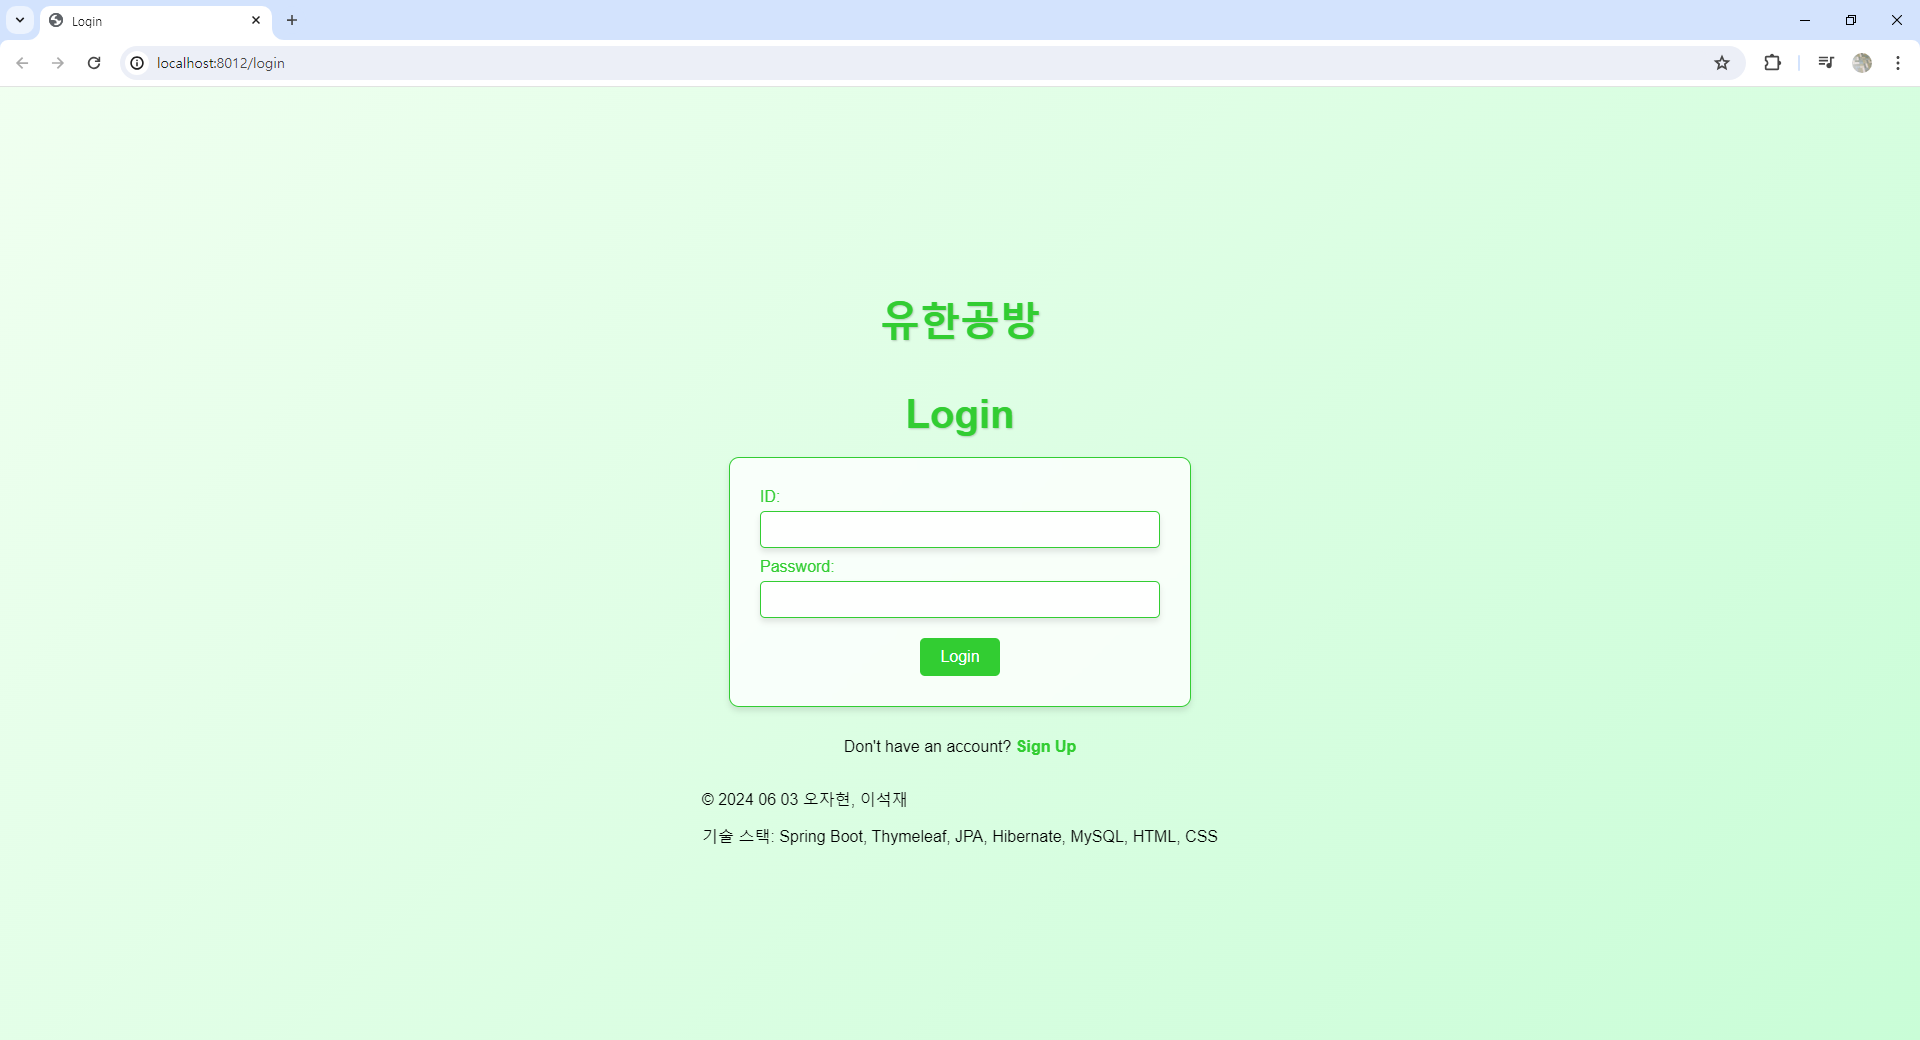 Login
localhost:8012/login
유한공방
Login
ID:
Password:
Login
Don't have an account? Sign Up
© 2024 06 03 오자현, 이석재
기술 스택: Spring Boot, Thymeleaf, JPA, Hibernate, MySQL, HTML, CSS